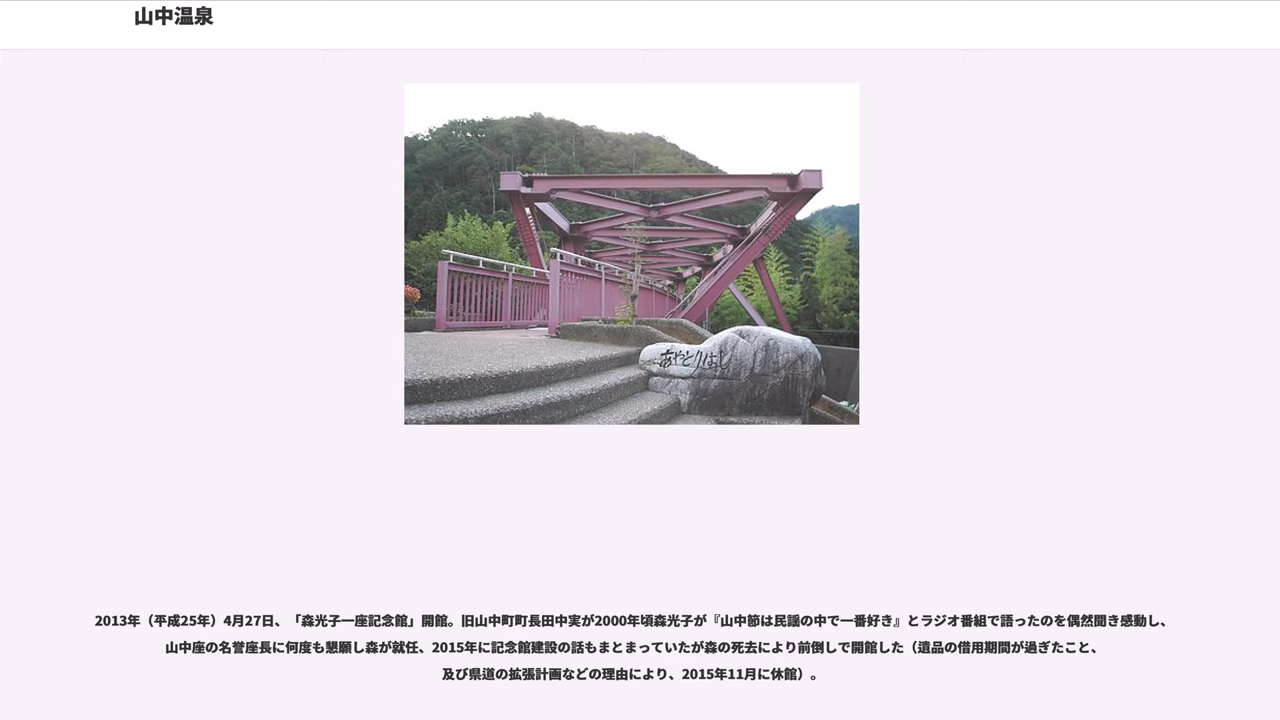 山中温泉
あやとりはし
2013年（平成25年）4月27日、「森光子一座記念館」開館。旧山中町町長田中実が2000年頃森光子が『山中節は民謡の中で一番好き』とラジオ番組で語ったのを偶然聞き感動し、
山中座の名誉座長に何度も懇願し森が就任、2015年に記念館建設の話もまとまっていたが森の死去により前倒しで開館した（遺品の借用期間が過ぎたこと、
及び県道の拡張計画などの理由により、2015年11月に休館）。